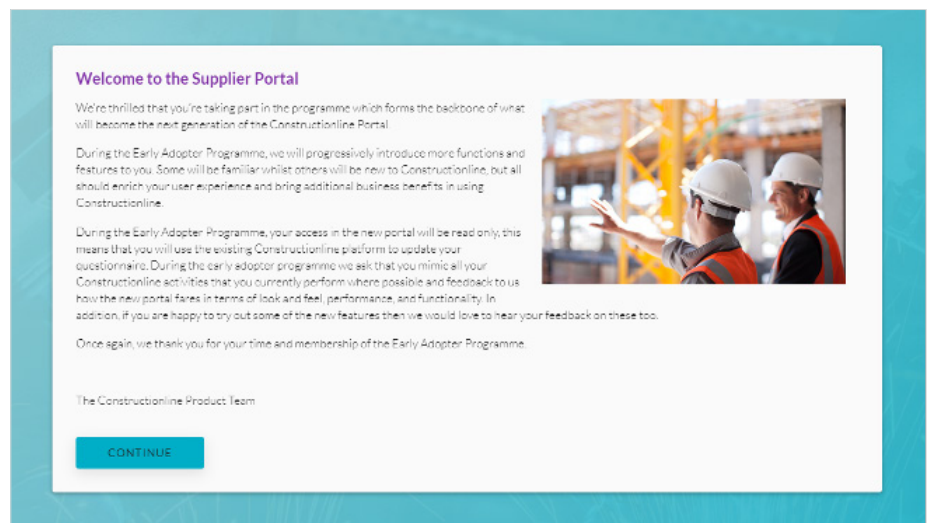 Welcome to the Supplier Portal
We're thrilled that you're taking part in the programme which forms the backbone of what
will become the next generation of the Constructionline Portal.
During the Early Adopter Programme, we will progressively introduce more functions and
features to you. Some will be familiar whilst others will be new to Constructionline, but all
should enrich your user experience and bring additional business benefits in using
Constructionline.
During the Early Adopter Programme, your access in the new portal will be read only, this
means that you will use the existing Constructionline platform to update your
questionnaire. During the early adopter programme we ask that you mimic all your
Constructionline activities that you currently perform where possible and feedback to us
how the new portal fares in terms of look and feel, performance, and functionality. In
addition, if you are happy to try out some of the new features then we would love to hear your feedback on these too.
Once again, we thank you for your time and membership of the Early Adopter Programme.
The Constructionline Product Team
CONTINUE